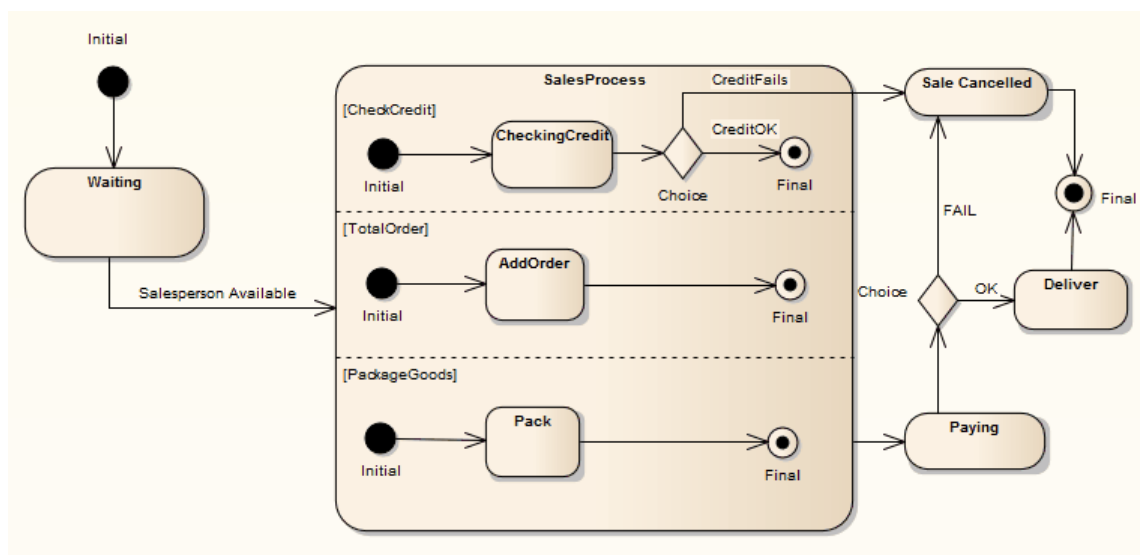 Initial
Waiting
Salesperson Available
SalesProcess
[CheckCredit]
Initial
CheckingCredit
Choice
CreditFails
CreditOK
Final
[TotalOrder]
Initial
AddOrder
Final
[PackageGoods]
Initial
Pack
Final
Sale Cancelled
Final
FAIL
Choice
OK
Deliver
Paying